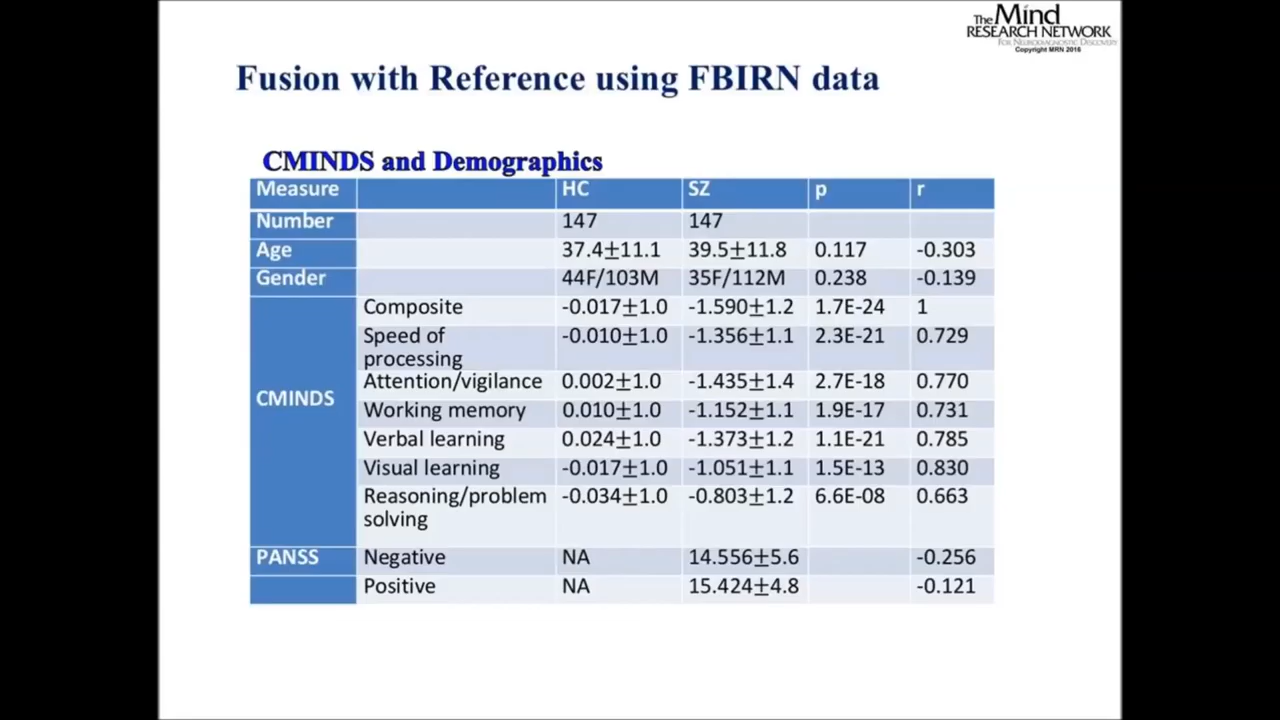 The Mind
RESEARCH NETWORK
FOR NEURODIAGNOSTIC DISCOVERY
Copyright MRN 2016
Fusion with Reference using FBIRN data
CMINDS and Demographics
Measure HC SZ p r
Number 147 147
Age 37.4±11.1 39.5±11.8 0.117 -0.303
Gender 44F/103M 35F/112M 0.238 -0.139
CMINDS
Composite -0.017±1.0 -1.590±1.2 1.7E-24 1
Speed of -0.010±1.0 -1.356±1.1 2.3E-21 0.729
processing
Attention/vigilance 0.002±1.0 -1.435±1.4 2.7E-18 0.770
Working memory 0.010±1.0 -1.152±1.1 1.9E-17 0.731
Verbal learning 0.024±1.0 -1.373±1.2 1.1E-21 0.785
Visual learning -0.017±1.0 -1.051±1.1 1.5E-13 0.830
Reasoning/problem -0.034±1.0 -0.803±1.2 6.6E-08 0.663
solving
PANSS Negative NA 14.556±5.6 -0.256
Positive NA 15.424±4.8 -0.121